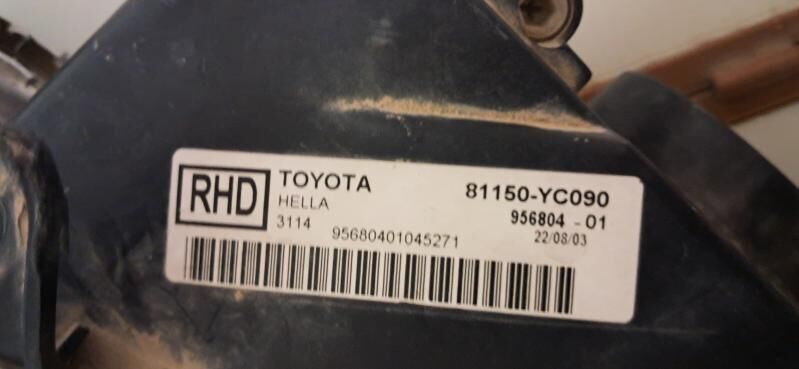 RHD
TOYOTA
HELLA
3114
95680401045271
81150-YC090
956804 -01
22/08/03